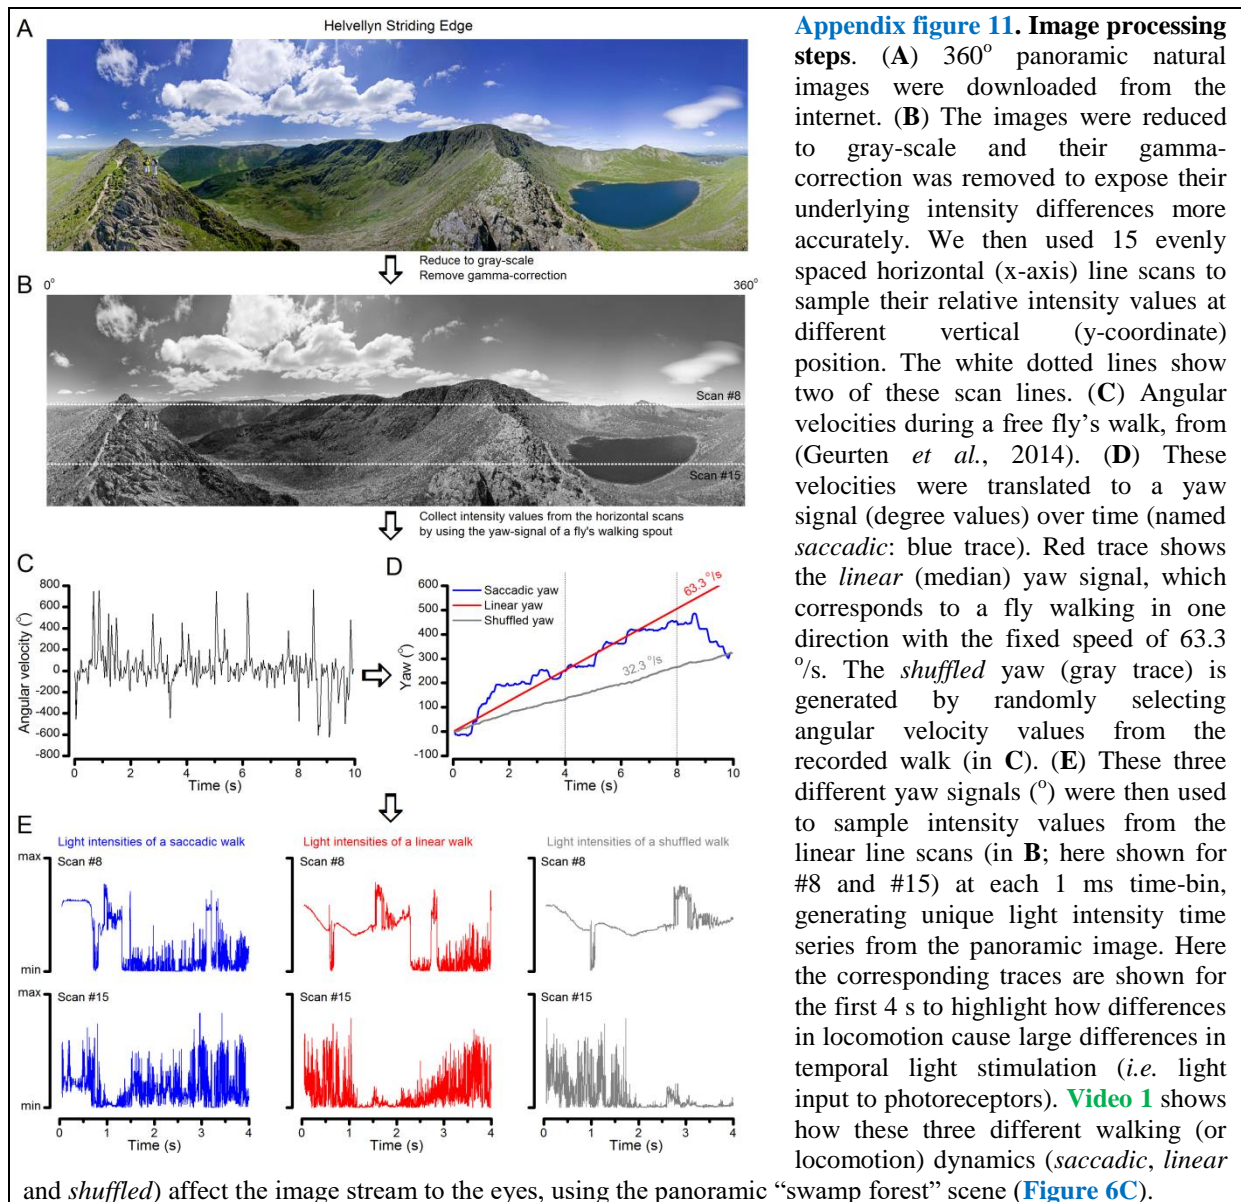 A
Helvellyn Striding Edge
Reduce to gray-scale
Remove gamma-correction
B
0°
360°
Scan #8
Scan #15
Collect intensity values from the horizontal scans
by using the yaw-signal of a fly's walking spout
C
800
600
400
200
0
-200
-400
-600
-800
Angular velocity (°)
0 2 4 6 8 10
Time (s)
D
600
500
400
300
200
100
0
-100
Yaw (°)
Saccadic yaw
Linear yaw
Shuffled yaw
63.3 °/s
32.3 °/s
0 2 4 6 8 10
Time (s)
E
Light intensities of a saccadic walk
Light intensities of a linear walk
Light intensities of a shuffled walk
max
Scan #8
Scan #8
Scan #8
min
max
Scan #15
Scan #15
Scan #15
min
0 1 2 3 4
Time (s)
0 1 2 3 4
Time (s)
0 1 2 3 4
Time (s)
Appendix figure 11. Image processing
steps. (A) 360° panoramic natural
images were downloaded from the
internet. (B) The images were reduced
to gray-scale and their gamma-
correction was removed to expose their
underlying intensity differences more
accurately. We then used 15 evenly
spaced horizontal (x-axis) line scans to
sample their relative intensity values at
different vertical (y-coordinate)
position. The white dotted lines show
two of these scan lines. (C) Angular
velocities during a free fly's walk, from
(Geurten et al., 2014). (D) These
velocities were translated to a yaw
signal (degree values) over time (named
saccadic: blue trace). Red trace shows
the linear (median) yaw signal, which
corresponds to a fly walking in one
direction with the fixed speed of 63.3
°/s. The shuffled yaw (gray trace) is
generated by randomly selecting
angular velocity values from the
recorded walk (in C). (E) These three
different yaw signals (°) were then used
to sample intensity values from the
linear line scans (in B; here shown for
#8 and #15) at each 1 ms time-bin,
generating unique light intensity time
series from the panoramic image. Here
the corresponding traces are shown for
the first 4 s to highlight how differences
in locomotion cause large differences in
temporal light stimulation (i.e. light
input to photoreceptors). Video 1 shows
how these three different walking (or
locomotion) dynamics (saccadic, linear
and shuffled) affect the image stream to the eyes, using the panoramic “swamp forest” scene (Figure 6C).